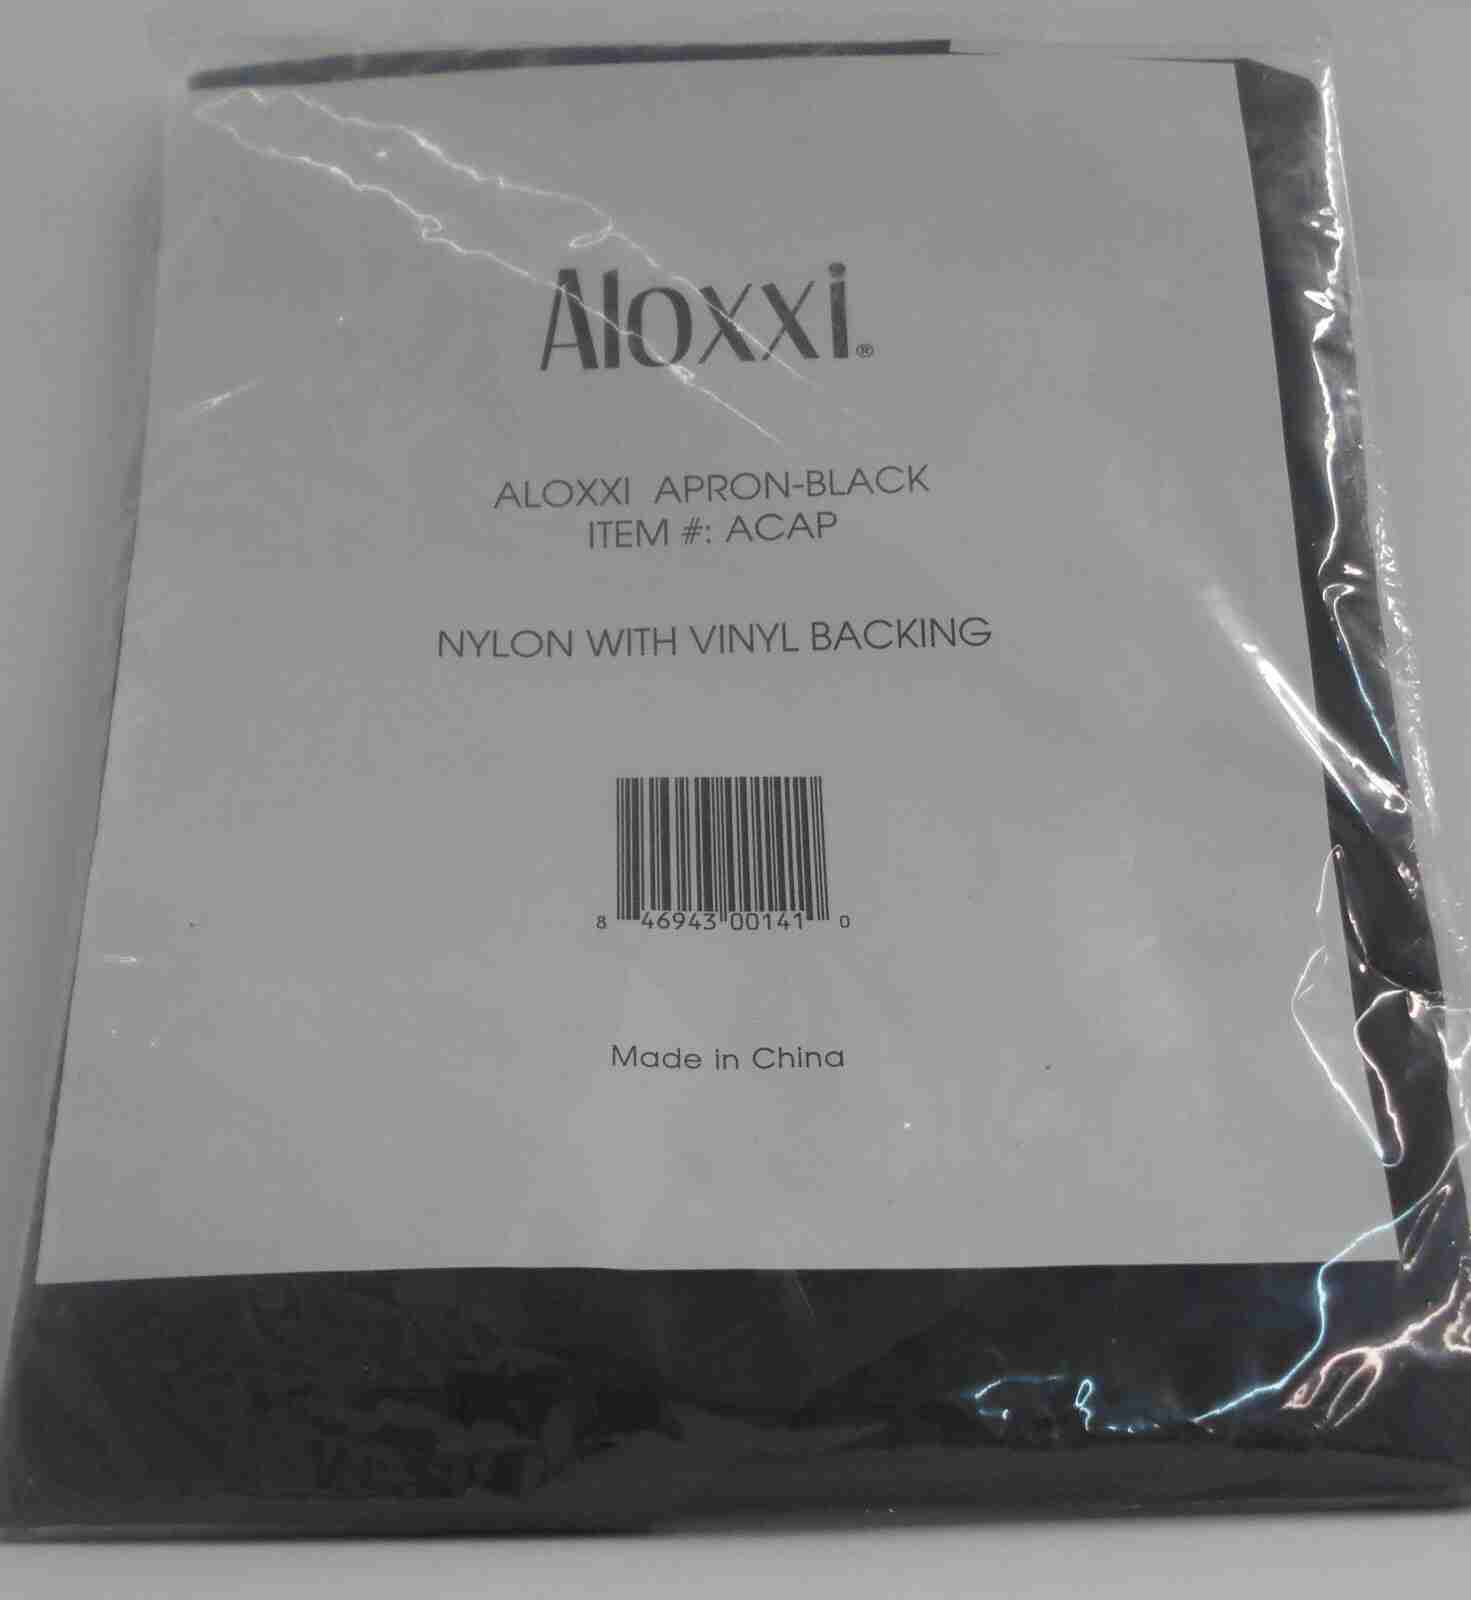 Aloxxi®
ALOXXI APRON-BLACK
ITEM #: ACAP
NYLON WITH VINYL BACKING
8 46943 00141 0
Made in China